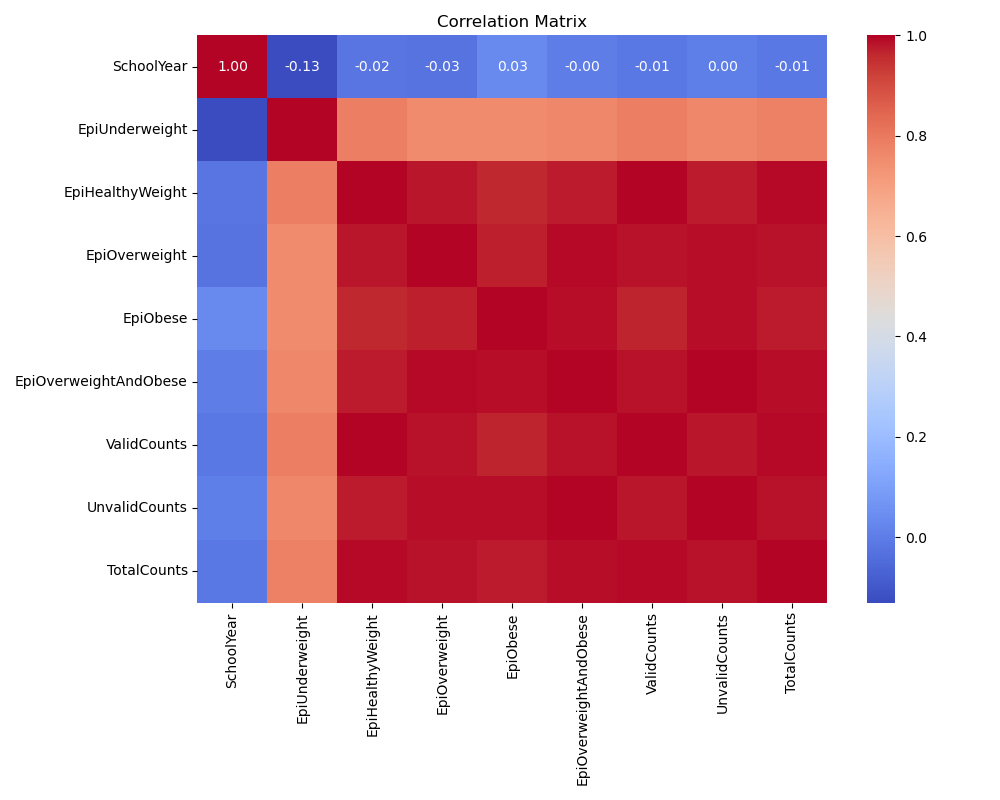 Correlation Matrix
SchoolYear
1.00 -0.13 -0.02 -0.03 0.03 -0.00 -0.01 0.00 -0.01
EpiUnderweight
EpiHealthyWeight
EpiOverweight
EpiObese
EpiOverweightAndObese
ValidCounts
UnvalidCounts
TotalCounts
SchoolYear
EpiUnderweight
EpiHealthyWeight
EpiOverweight
EpiObese
EpiOverweightAndObese
ValidCounts
UnvalidCounts
TotalCounts
1.0
0.8
0.6
0.4
0.2
0.0